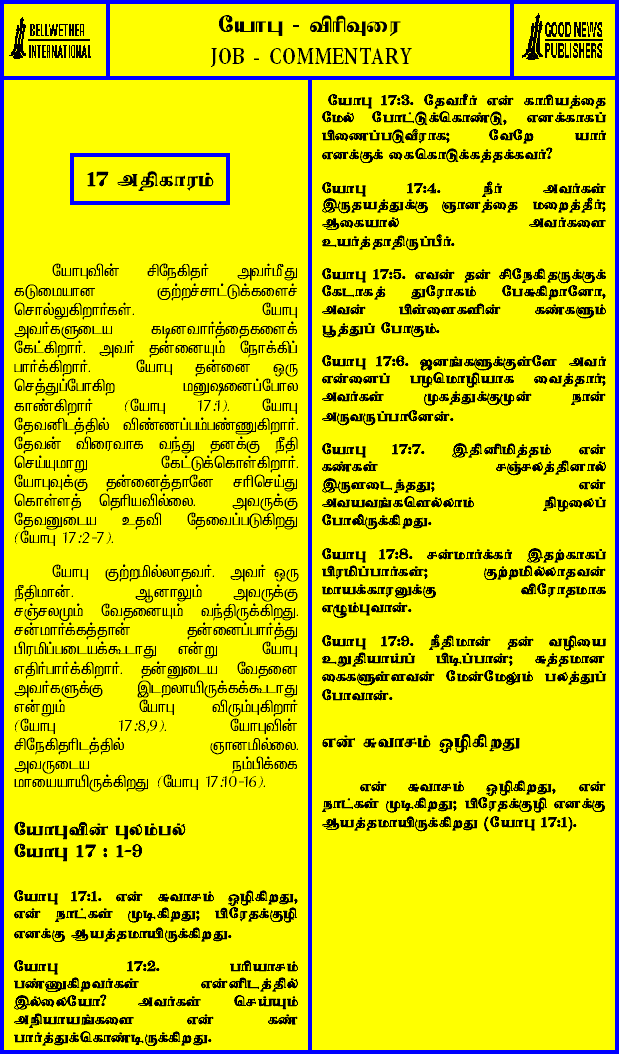 BELLWETHER
INTERNATIONAL
யோபு - விரிவுரை
JOB - COMMENTARY
GOOD NEWS
PUBLISHERS
17 அதிகாரம்
யோபுவின் சிநேகிதர் அவர்மீது
கடுமையான குற்றச்சாட்டுக்களைச்
சொல்லுகிறார்கள். யோபு
அவர்களுடைய கடினவார்த்தைகளைக்
கேட்கிறார். அவர் தன்னையும் நோக்கிப்
பார்க்கிறார். யோபு தன்னை ஒரு
செத்துப்போகிற மனுஷனைப்போல
காண்கிறார் (யோபு 17:1). யோபு
தேவனிடத்தில் விண்ணப்பம்பண்ணுகிறார்.
தேவன் விரைவாக வந்து தனக்கு நீதி
செய்யுமாறு கேட்டுக்கொள்கிறார்.
யோபுவுக்கு தன்னைத்தானே சரிசெய்து
கொள்ளத் தெரியவில்லை. அவருக்கு
தேவனுடைய உதவி தேவைப்படுகிறது
(யோபு 17:2-7).
யோபு குற்றமில்லாதவர். அவர் ஒரு
நீதிமான். ஆனாலும் அவருக்கு
சஞ்சலமும் வேதனையும் வந்திருக்கிறது.
சன்மார்க்கத்தான் தன்னைப்பார்த்து
பிரமிப்படையக்கூடாது என்று யோபு
எதிர்பார்க்கிறார். தன்னுடைய வேதனை
அவர்களுக்கு இடறலாயிருக்கக்கூடாது
என்றும் யோபு விரும்புகிறார்
(யோபு 17:8,9). யோபுவின்
சிநேகிதரிடத்தில் ஞானமில்லை.
அவருடைய நம்பிக்கை
மாயையாயிருக்கிறது (யோபு 17:10-16).
யோபுவின் புலம்பல்
யோபு 17 : 1-9
யோபு 17:1. என் சுவாசம் ஒழிகிறது,
என் நாட்கள் முடிகிறது; பிரேதக்குழி
எனக்கு ஆயத்தமாயிருக்கிறது.
யோபு 17:2. பரியாசம்
பண்ணுகிறவர்கள் என்னிடத்தில்
இல்லையோ? அவர்கள் செய்யும்
அநியாயங்களை என் கண்
பார்த்துக்கொண்டிருக்கிறது.
யோபு 17:3. தேவரீர் என் காரியத்தை
மேல் போட்டுக்கொண்டு, எனக்காகப்
பிணைப்படுவீராக; வேறே யார்
எனக்குக் கைகொடுக்கத்தக்கவர்?
யோபு 17:4. நீர் அவர்கள்
இருதயத்துக்கு ஞானத்தை மறைத்தீர்;
ஆகையால் அவர்களை
உயர்த்தாதிருப்பீர்.
யோபு 17:5. எவன் தன் சிநேகிதருக்குக்
கேடாகத் துரோகம் பேசுகிறானோ,
அவன் பிள்ளைகளின் கண்களும்
பூத்துப் போகும்.
யோபு 17:6. ஜனங்களுக்குள்ளே அவர்
என்னைப் பழமொழியாக வைத்தார்;
அவர்கள் முகத்துக்குமுன் நான்
அருவருப்பானேன்.
யோபு 17:7. இதினிமித்தம் என்
கண்கள் சஞ்சலத்தினால்
இருளடைந்தது; என்
அவயவங்களெல்லாம் நிழலைப்
போலிருக்கிறது.
யோபு 17:8. சன்மார்க்கர் இதற்காகப்
பிரமிப்பார்கள்; குற்றமில்லாதவன்
மாயக்காரனுக்கு விரோதமாக
எழும்புவான்.
யோபு 17:9. நீதிமான் தன் வழியை
உறுதியாய்ப் பிடிப்பான்; சுத்தமான
கைகளுள்ளவன் மேன்மேலும் பலத்துப்
போவான்.
என் சுவாசம் ஒழிகிறது
என் சுவாசம் ஒழிகிறது, என்
நாட்கள் முடிகிறது; பிரேதக்குழி எனக்கு
ஆயத்தமாயிருக்கிறது (யோபு 17:1).